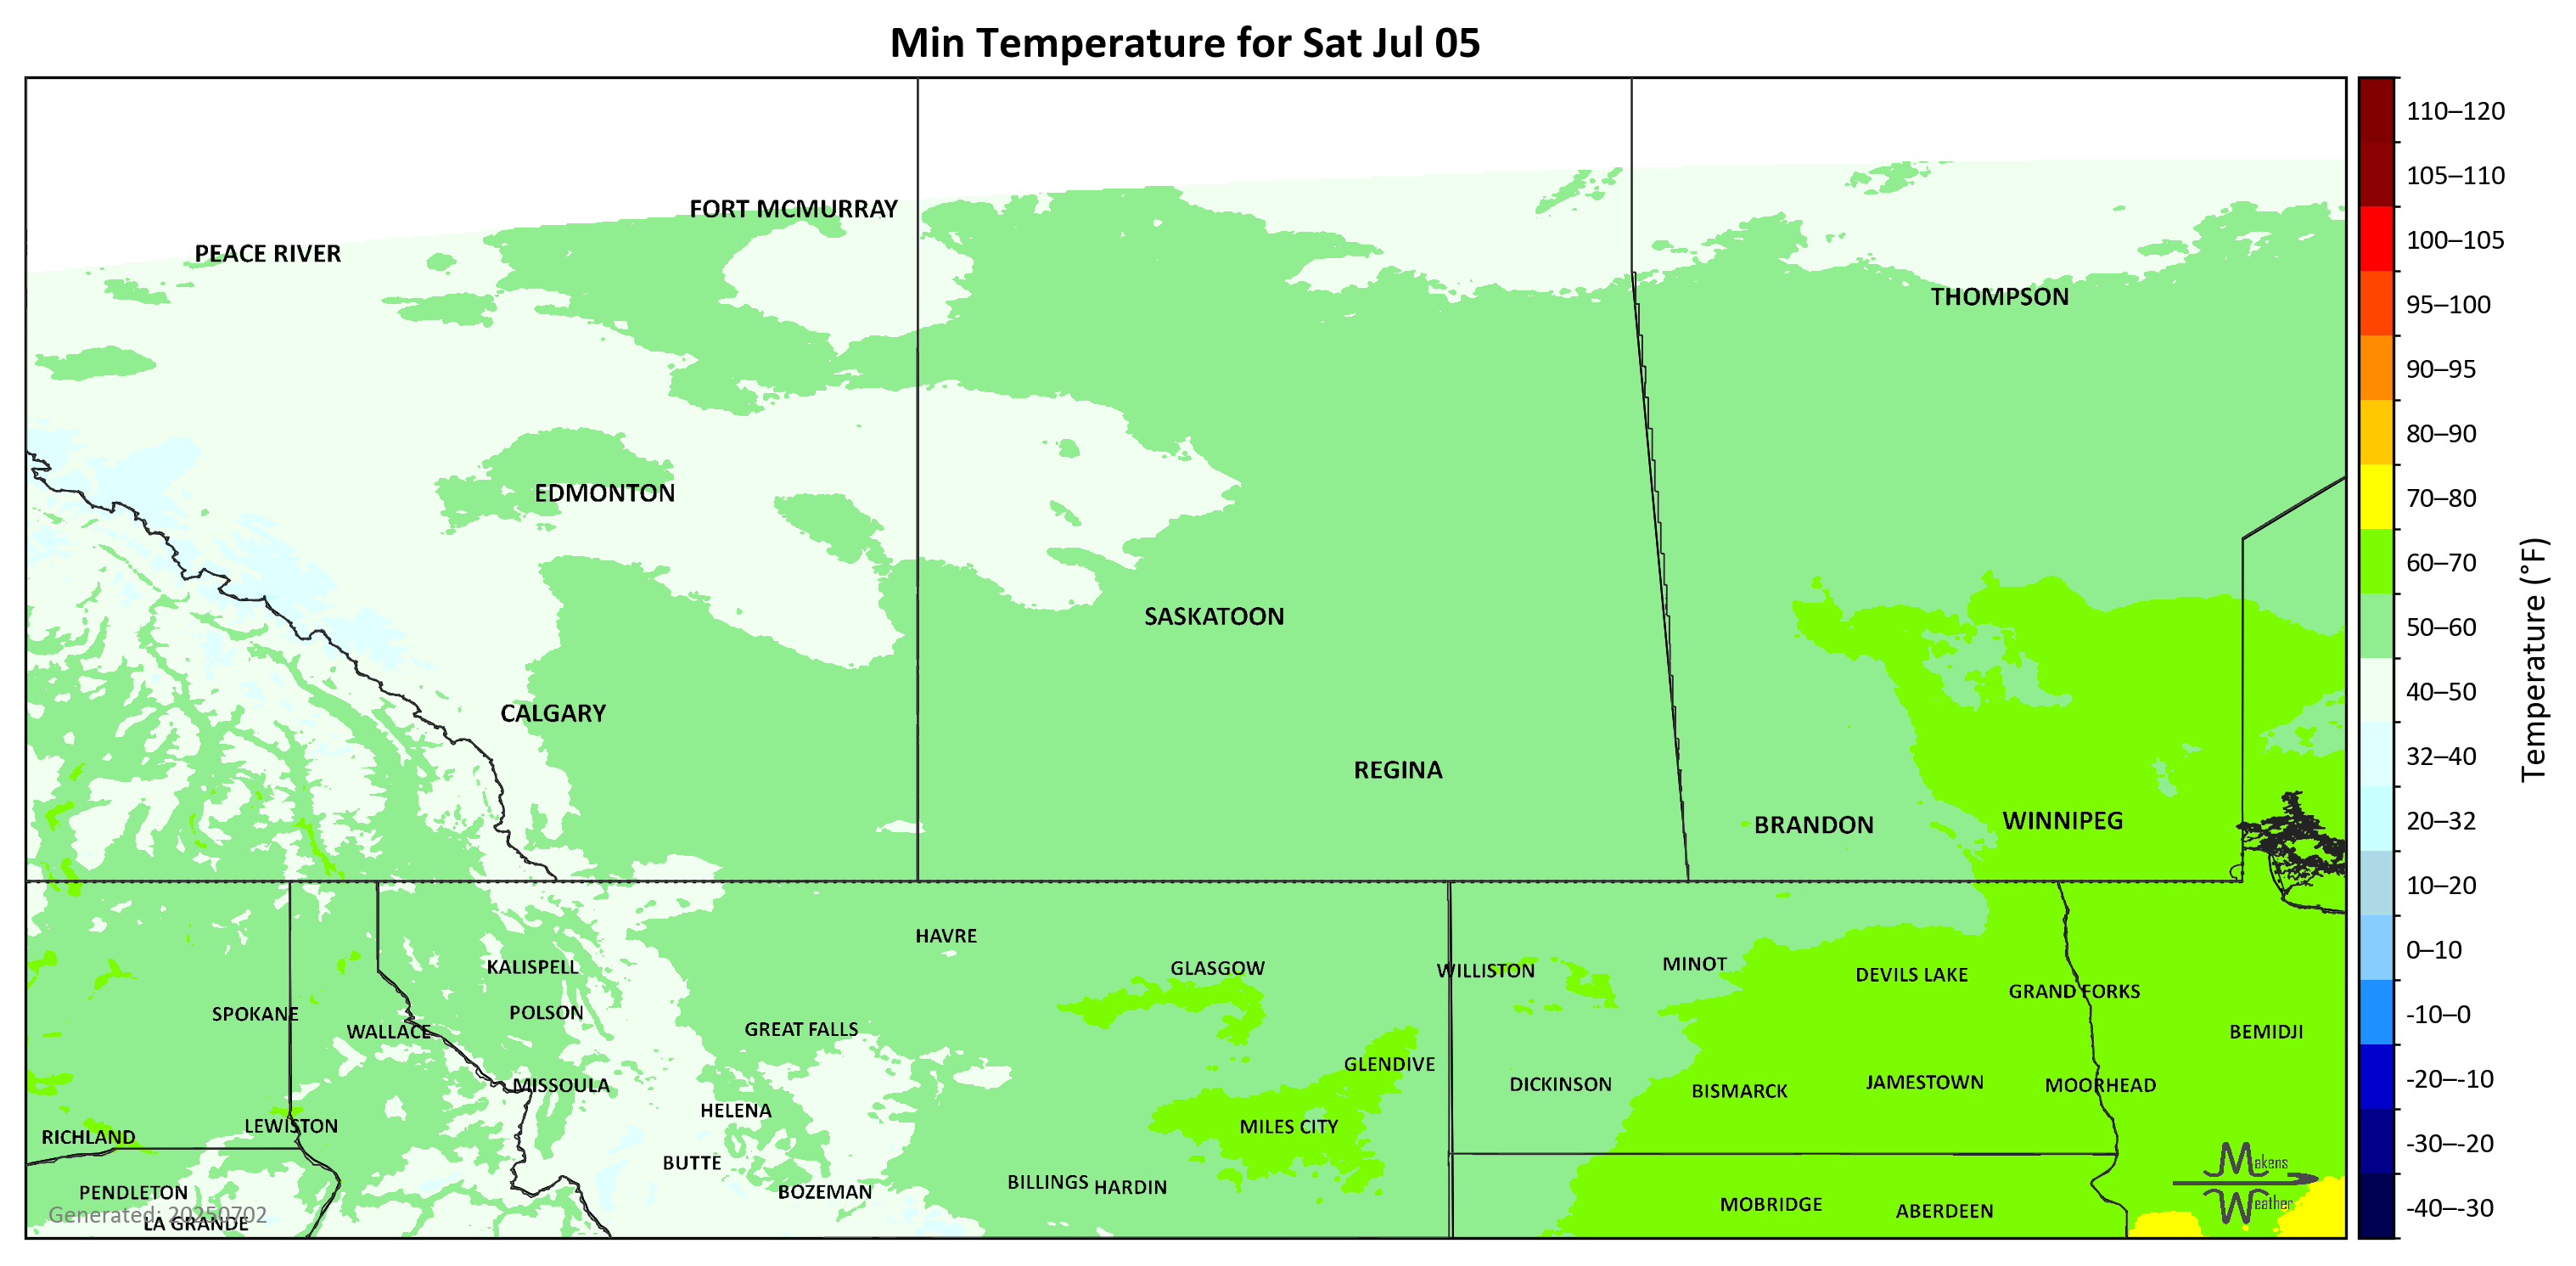 Min Temperature for Sat Jul 05
FORT MCMURRAY
PEACE RIVER
THOMPSON
EDMONTON
SASKATOON
CALGARY
REGINA
BRANDON
WINNIPEG
HAVRE
KALISPELL
GLASGOW
WILLISTON
MINOT
DEVILS LAKE
GRAND FORKS
SPOKANE
POLSON
WALLACE
GREAT FALLS
BEMIDJI
GLENDIVE
MISSOULA
DICKINSON
BISMARCK
JAMESTOWN
MOORHEAD
HELENA
LEWISTON
MILES CITY
RICHLAND
BUTTE
BOZEMAN
BILLINGS
HARDIN
PENDLETON
MOBRIDGE
ABERDEEN
LA GRANDE
Generated: 20250702
Makens
Weather
110–120
105–110
100–105
95–100
90–95
80–90
70–80
60–70
50–60
40–50
32–40
20–32
10–20
0–10
-10–0
-20–-10
-30–-20
-40–-30
Temperature (°F)